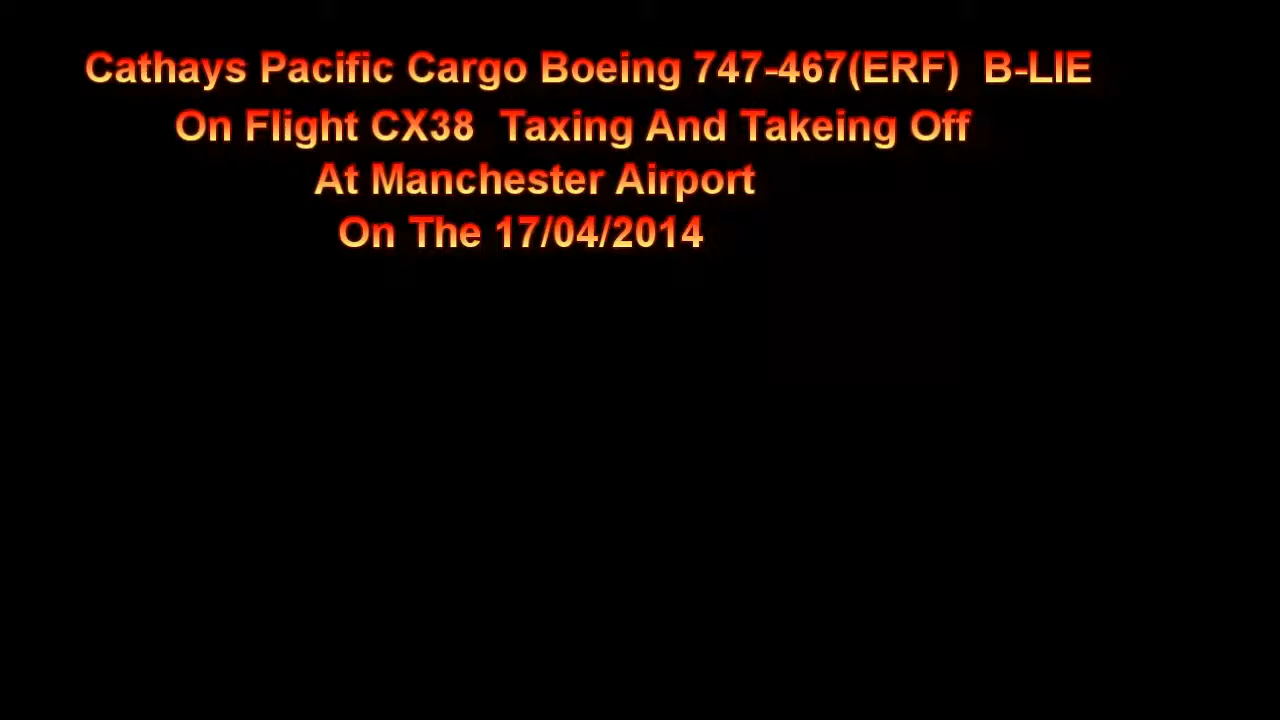 Cathays Pacific Cargo Boeing 747-467(ERF) B-LIE
On Flight CX38 Taxing And Takeing Off
At Manchester Airport
On The 17/04/2014